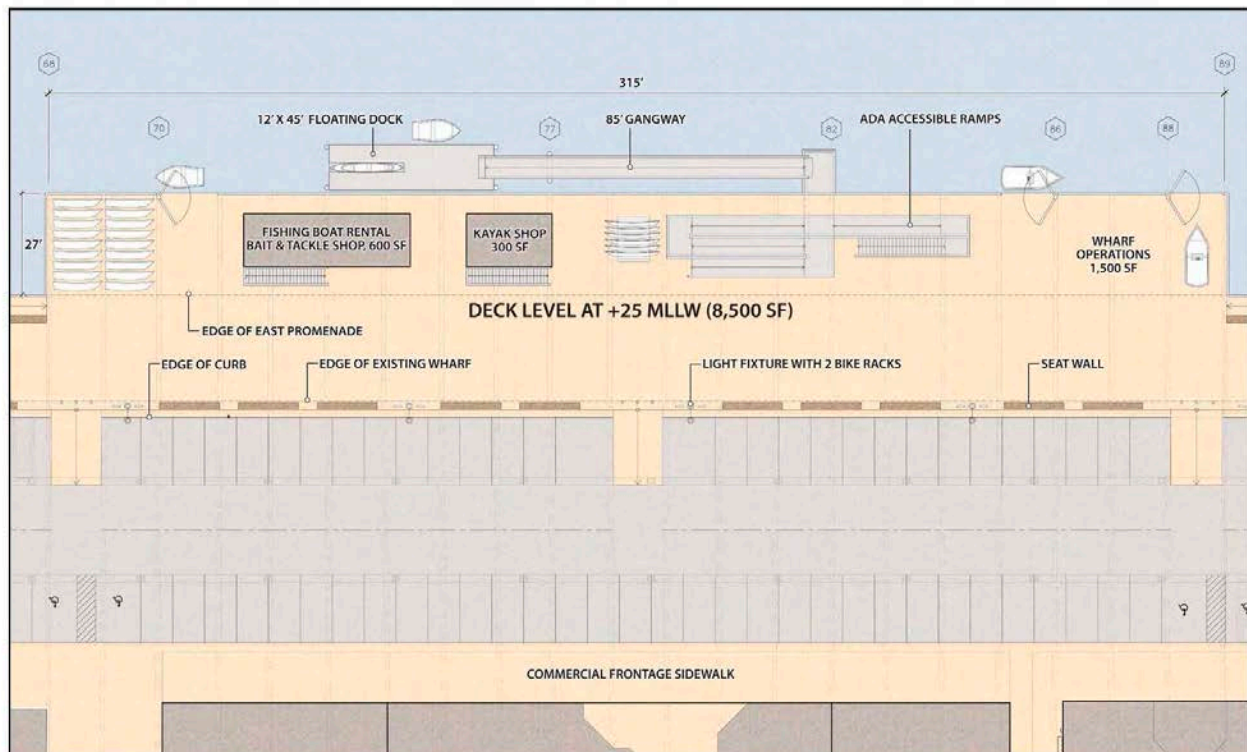 68
89
315'
12' X 45' FLOATING DOCK
85' GANGWAY
ADA ACCESSIBLE RAMPS
70
77
82
86
88
27'
FISHING BOAT RENTAL
BAIT & TACKLE SHOP, 600 SF
KAYAK SHOP
300 SF
WHARF
OPERATIONS
1,500 SF
DECK LEVEL AT +25 MLLW (8,500 SF)
EDGE OF EAST PROMENADE
EDGE OF CURB
EDGE OF EXISTING WHARF
LIGHT FIXTURE WITH 2 BIKE RACKS
SEAT WALL
COMMERCIAL FRONTAGE SIDEWALK